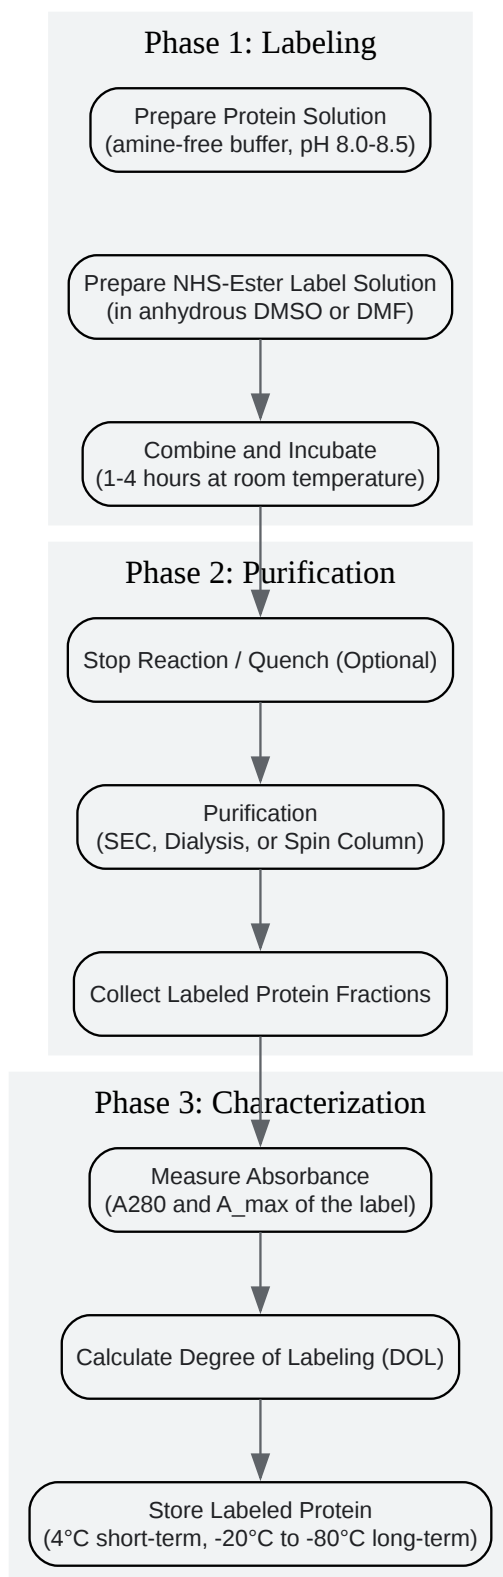 Phase 1: Labeling
Prepare Protein Solution
(amine-free buffer, pH 8.0-8.5)
Prepare NHS-Ester Label Solution
(in anhydrous DMSO or DMF)
Combine and Incubate
(1-4 hours at room temperature)
Phase 2: Purification
Stop Reaction / Quench (Optional)
Purification
(SEC, Dialysis, or Spin Column)
Collect Labeled Protein Fractions
Phase 3: Characterization
Measure Absorbance
(A280 and A_max of the label)
Calculate Degree of Labeling (DOL)
Store Labeled Protein
(4°C short-term, -20°C to -80°C long-term)